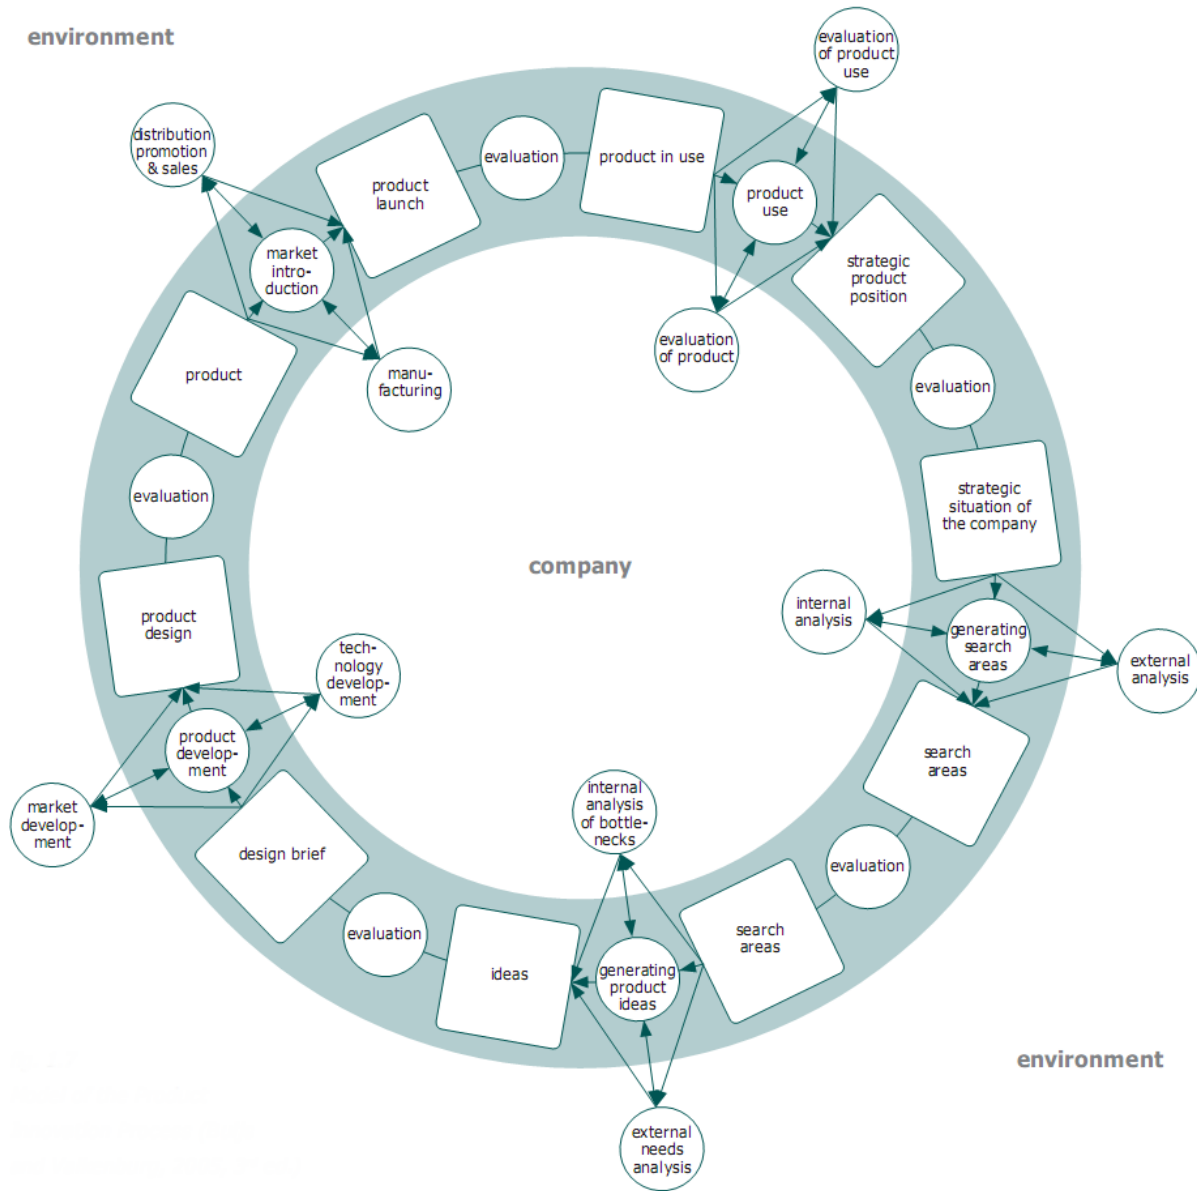 environment
evaluation
of product
use
distribution
promotion
& sales
evaluation
product in use
product
launch
product
use
market
intro-
duction
strategic
product
position
evaluation
of product
product
manu-
facturing
evaluation
evaluation
strategic
situation of
the company
company
product
design
internal
analysis
generating
search
areas
external
analysis
tech-
nology
develop-
ment
product
develop-
ment
search
areas
market
develop-
ment
internal
analysis
of bottle-
necks
design brief
evaluation
evaluation
search
areas
ideas
generating
product
ideas
environment
external
needs
analysis